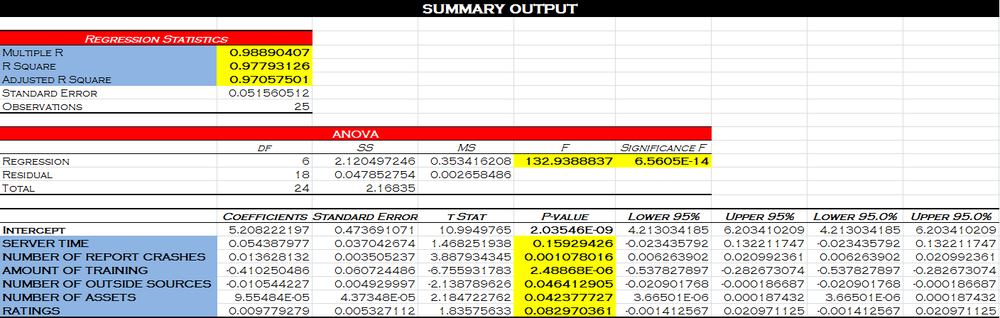 SUMMARY OUTPUT
REGRESSION STATISTICS
MULTIPLE R 0.98890407
R SQUARE 0.97793126
ADJUSTED R SQUARE 0.97057501
STANDARD ERROR 0.051560512
OBSERVATIONS 25
ANOVA
DF SS MS F SIGNIFICANCE F
REGRESSION 6 2.120497246 0.353416208 132.9388837 6.5605E-14
RESIDUAL 18 0.047852754 0.002658486
TOTAL 24 2.16835
COEFFICIENTS STANDARD ERROR T STAT P-VALUE LOWER 95% UPPER 95% LOWER 95.0% UPPER 95.0%
INTERCEPT 5.208222197 0.473691071 10.9949765 2.03546E-09 4.213034185 6.203410209 4.213034185 6.203410209
SERVER TIME 0.054387977 0.037042674 1.468251938 0.15929426 -0.023435792 0.132211747 -0.023435792 0.132211747
NUMBER OF REPORT CRASHES 0.013628132 0.003505237 3.887934345 0.001078016 0.006263902 0.020992361 0.006263902 0.020992361
AMOUNT OF TRAINING -0.410250486 0.060724486 -6.755931783 2.48868E-06 -0.537827897 -0.282673074 -0.537827897 -0.282673074
NUMBER OF OUTSIDE SOURCES -0.010544227 0.004929997 -2.138789626 0.046412905 -0.020901768 -0.000186687 -0.020901768 -0.000186687
NUMBER OF ASSETS 9.55484E-05 4.37348E-05 2.184722762 0.042377727 3.66501E-06 0.000187432 3.66501E-06 0.000187432
RATINGS 0.009779279 0.005327112 1.83575633 0.082970361 -0.001412567 0.020971125 -0.001412567 0.020971125